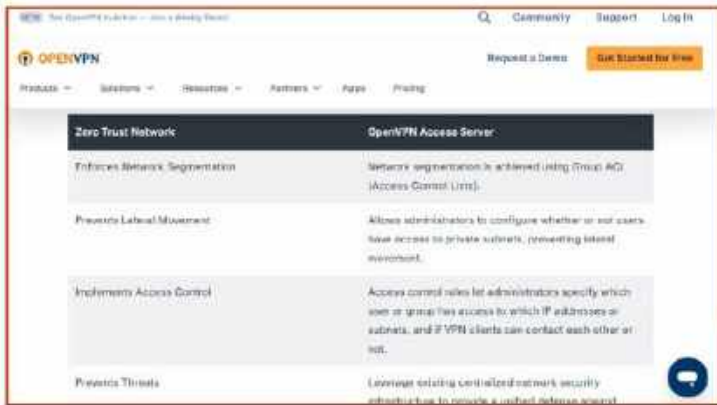 Community Support Log In
OPENVPN
Request a Demo Get Started for Free
Products Solutions Resources Partners Apps Pricing
Zero Trust Network OpenVPN Access Server
Enforces Network Segmentation Network segmentation is achieved using Group ACL
(Access Control Lists).
Prevents Lateral Movement Allows administrators to configure whether or not users
have access to private subnets, preventing lateral
movement.
Implements Access Control Access control rules let administrators specify which
user or group has access to which IP addresses or
subnets, and if VPN clients can contact each other or
not.
Prevents Threats Leverage existing centralized network security
infrastructure to provide a unified defense against